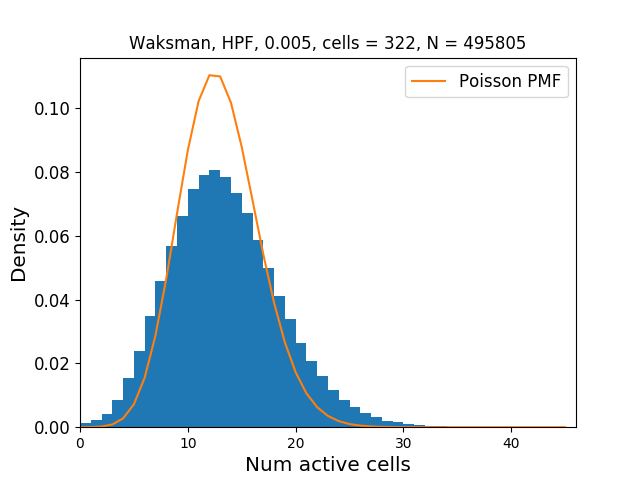 Waksman, HPF, 0.005, cells = 322, N = 495805
Poisson PMF
0.10
0.08
0.06
0.04
0.02
0.00
Density
0 10 20 30 40
Num active cells